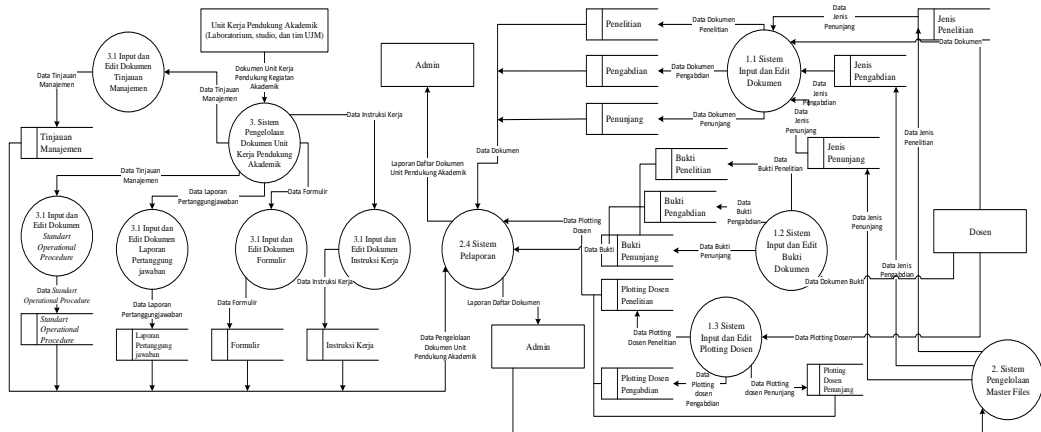 Unit Kerja Pendukung Akademik
(Laboratorium, studio, dan tim UJM)
Dokumen Unit Kerja
Pendukung Kegiatan
Akademik
3.1 Input dan
Edit Dokumen
Tinjauan
Manajemen
Data Tinjauan
Manajemen
Data Tinjauan
Manajemen
Tinjauan
Manajemen
3. Sistem
Pengelolaan
Dokumen Unit
Kerja Pendukung
Akademik
Data Instruksi Kerja
Data Tinjauan
Manajemen
Data Laporan
Pertanggungjawaban
Data Formulir
3.1 Input dan
Edit Dokumen
Standart
Operational
Procedure
3.1 Input dan
Edit Dokumen
Laporan
Pertanggung
jawaban
3.1 Input dan
Edit Dokumen
Formulir
3.1 Input dan
Edit Dokumen
Instruksi Kerja
Data Standart
Operational Procedure
Data Laporan
Pertanggungjawaban
Data Formulir
Data Instruksi Kerja
Standart
Operational
Procedure
Laporan
Pertanggung
jawaban
Formulir
Instruksi Kerja
Admin
Laporan Daftar Dokumen
Unit Pendukung Akademik
Data Dokumen
2.4 Sistem
Pelaporan
Data Plotting
Dosen
Data Bukti
Laporan Daftar Dokumen
Data Pengelolaan
Dokumen Unit
Pendukung Akademik
Admin
Penelitian
Pengabdian
Penunjang
Data Dokumen
Penelitian
Data Dokumen
Pengabdian
Data Dokumen
Penunjang
1.1 Sistem
Input dan Edit
Dokumen
Data
Jenis
Penunjang
Data Dokumen
Data
Jenis
Pengabdian
Data
Jenis
Penunjang
Jenis
Penelitian
Jenis
Pengabdian
Jenis
Penunjang
Bukti
Penelitian
Bukti
Pengabdian
Bukti
Penunjang
Data
Bukti Penelitian
Data
Bukti
Pengabdian
Data
Bukti
Penunjang
1.2 Sistem
Input dan Edit
Bukti
Dokumen
Data Dokumen Bukti
Data Jenis
Penelitian
Data Jenis
Penunjang
Data Jenis
Pengabdian
Dosen
Plotting Dosen
Penelitian
Data Plotting
Dosen Penelitian
1.3 Sistem
Input dan Edit
Plotting Dosen
Data Plotting Dosen
Plotting Dosen
Pengabdian
Data
Plotting
dosen
Pengabdian
Data Plotting
dosen Penunjang
Plotting
Dosen
Penunjang
2. Sistem
Pengelolaan
Master Files